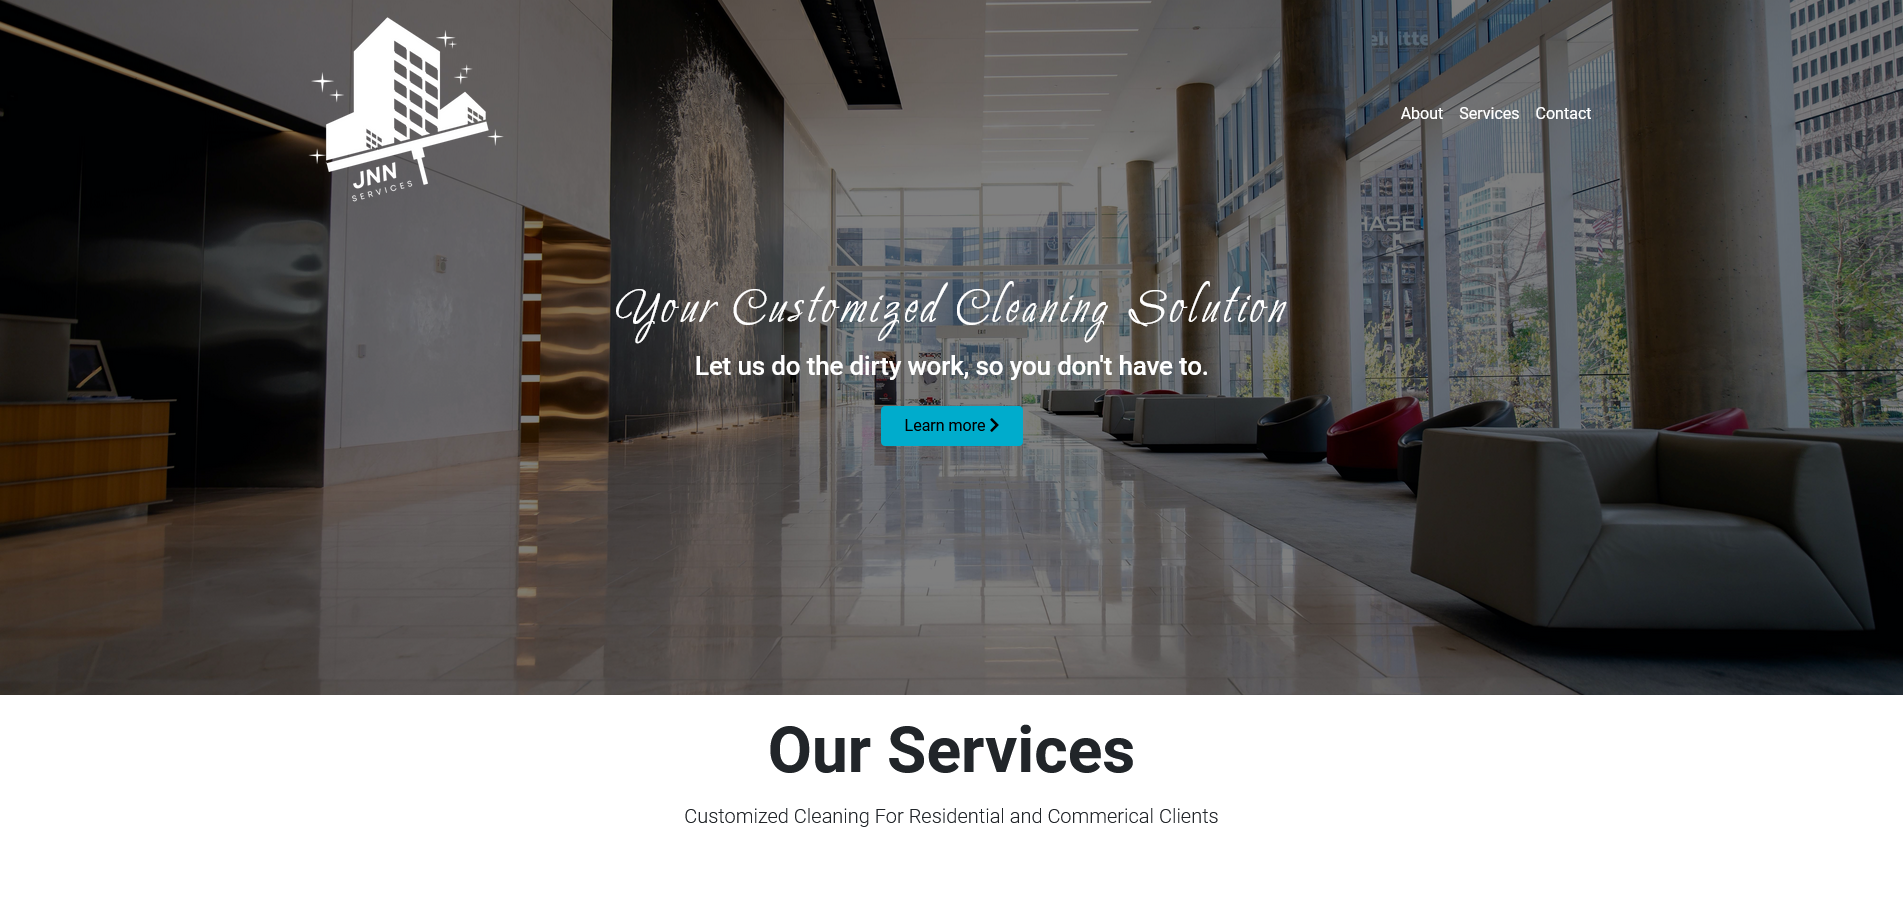 JNN
SERVICES
About Services Contact
Your Customized Cleaning Solution
Let us do the dirty work, so you don't have to.
Learn more
Our Services
Customized Cleaning For Residential and Commerical Clients